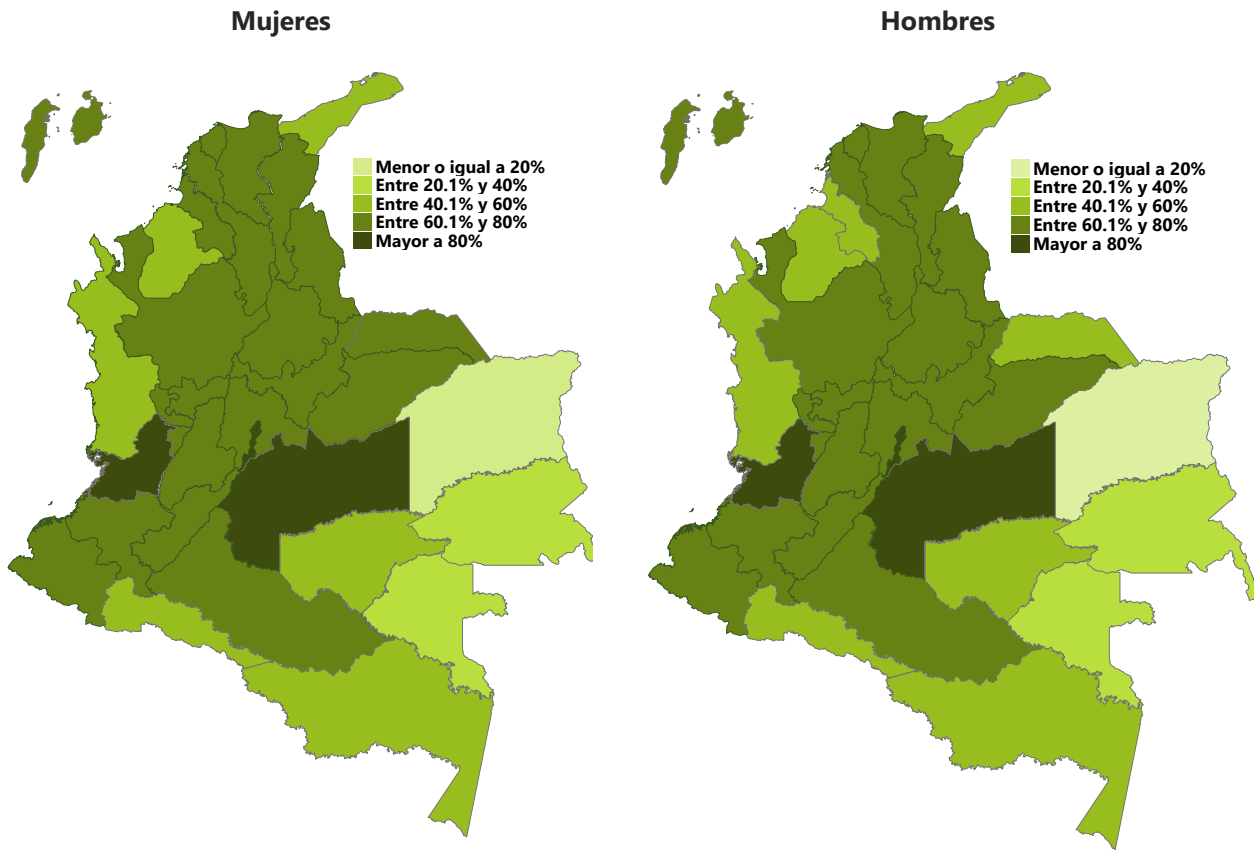 Mujeres
Hombres
Menor o igual a 20%
Entre 20.1% y 40%
Entre 40.1% y 60%
Entre 60.1% y 80%
Mayor a 80%
Menor o igual a 20%
Entre 20.1% y 40%
Entre 40.1% y 60%
Entre 60.1% y 80%
Mayor a 80%